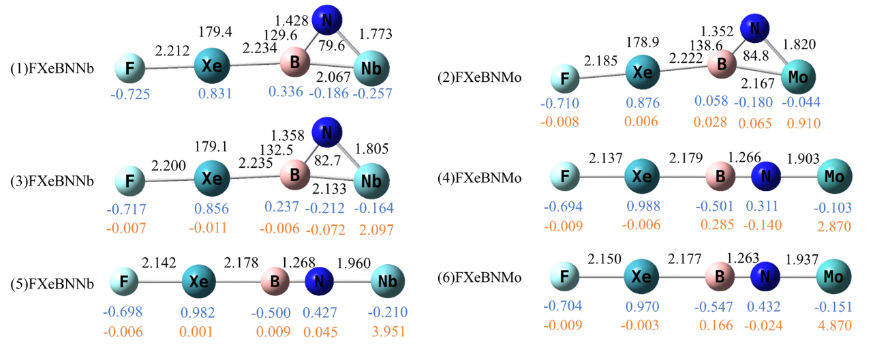 1.428 N
179.4 129.6 1.773
2.212 2.234 79.6
(1)FXeBNNb F Xe B 2.067 Nb
-0.725 0.831 0.336 -0.186 -0.257
1.352 N
178.9 138.6 1.820
2.185 2.222 84.8
(2)FXeBNMo F Xe B 2.167 Mo
-0.710 0.876 0.058 -0.180 -0.044
-0.008 0.006 0.028 0.065 0.910
1.358 N
179.1 132.5 1.805
2.200 2.235 82.7
(3)FXeBNNb F Xe B 2.133 Nb
-0.717 0.856 0.237 -0.212 -0.164
-0.007 -0.011 -0.006 -0.072 2.097
2.137 2.179 1.266 1.903
(4)FXeBNMo F Xe B N Mo
-0.694 0.988 -0.501 0.311 -0.103
-0.009 -0.006 0.285 -0.140 2.870
2.142 2.178 1.268 1.960
(5)FXeBNNb F Xe B N Nb
-0.698 0.982 -0.500 0.427 -0.210
-0.006 0.001 0.009 0.045 3.951
2.150 2.177 1.263 1.937
(6)FXeBNMo F Xe B N Mo
-0.704 0.970 -0.547 0.432 -0.151
-0.009 -0.003 0.166 -0.024 4.870